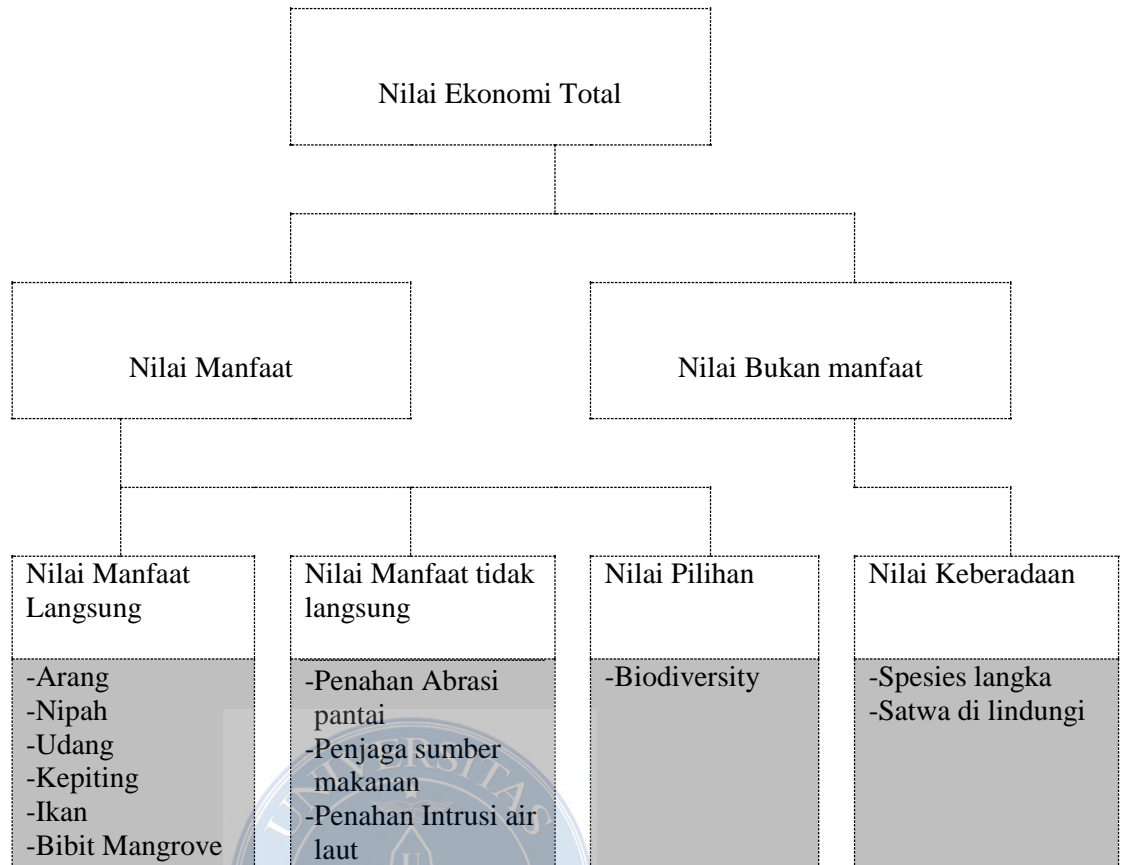 Nilai Ekonomi Total
Nilai Manfaat
Nilai Bukan manfaat
Nilai Manfaat
Langsung
Nilai Manfaat tidak
langsung
Nilai Pilihan
Nilai Keberadaan
-Arang
-Nipah
-Udang
-Kepiting
-Ikan
-Bibit Mangrove
-Penahan Abrasi
pantai
-Penjaga sumber
makanan
-Penahan Intrusi air
laut
-Biodiversity
-Spesies langka
-Satwa di lindungi
UNIVERSITAS
U